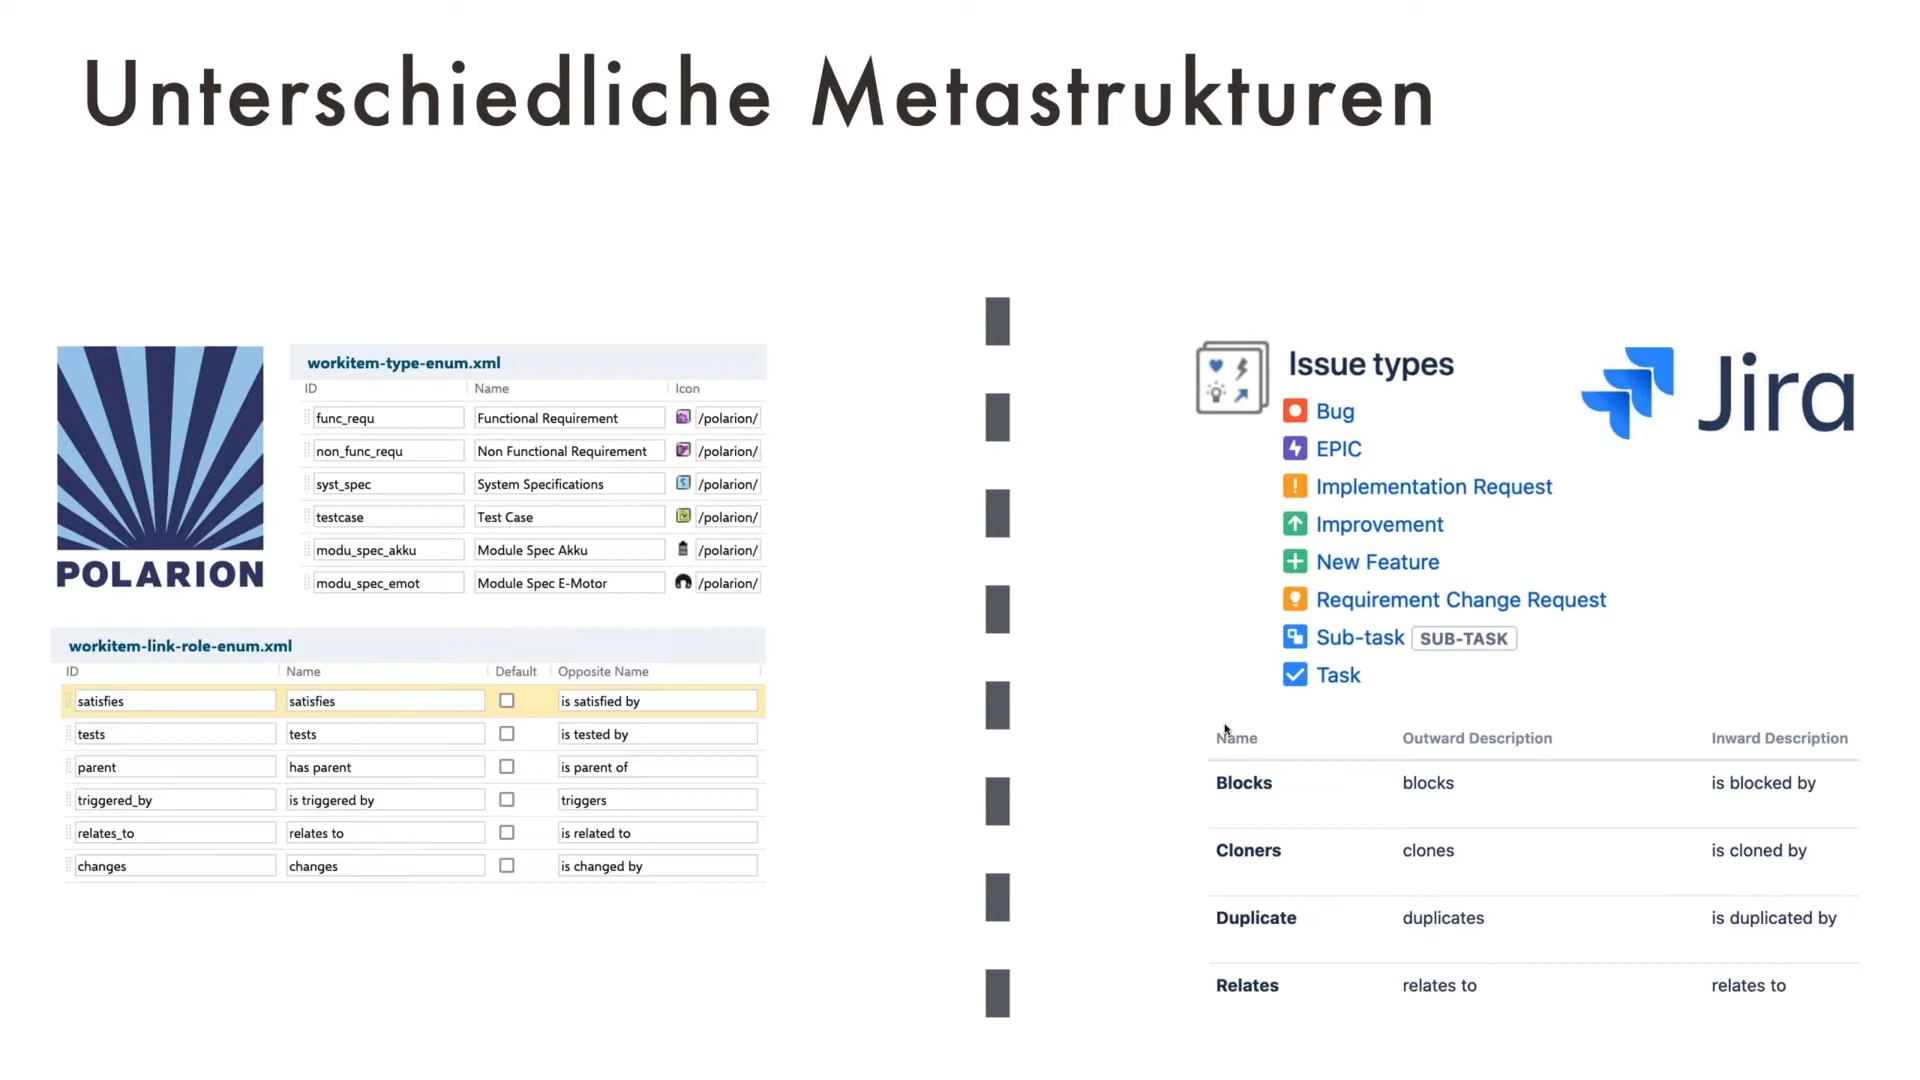 Unterschiedliche Metastrukturen
POLARION
workitem-type-enum.xml
ID Name Icon
func_requ Functional Requirement /polarion/
non_func_requ Non Functional Requirement /polarion/
syst_spec System Specifications /polarion/
testcase Test Case /polarion/
modu_spec_akku Module Spec Akku /polarion/
modu_spec_emot Module Spec E-Motor /polarion/
workitem-link-role-enum.xml
ID Name Default Opposite Name
satisfies satisfies is satisfied by
tests tests is tested by
parent has parent is parent of
triggered_by is triggered by triggers
relates_to relates to is related to
changes changes is changed by
Issue types
Jira
Bug
EPIC
Implementation Request
Improvement
New Feature
Requirement Change Request
Sub-task SUB-TASK
Task
Name Outward Description Inward Description
Blocks blocks is blocked by
Cloners clones is cloned by
Duplicate duplicates is duplicated by
Relates relates to relates to